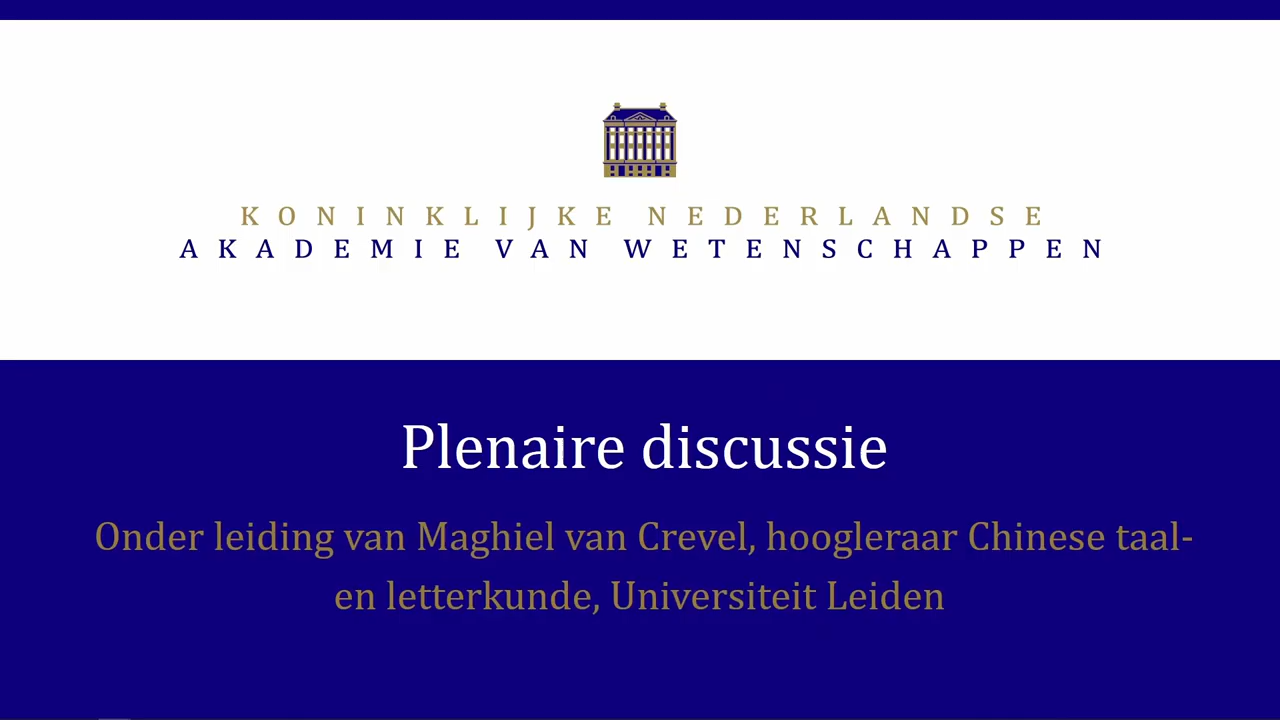 KONINKLIJKE NEDERLANDSE
AKADEMIE VAN WETENSCHAPPEN
Plenaire discussie
Onder leiding van Maghiel van Crevel, hoogleraar Chinese taal-
en letterkunde, Universiteit Leiden